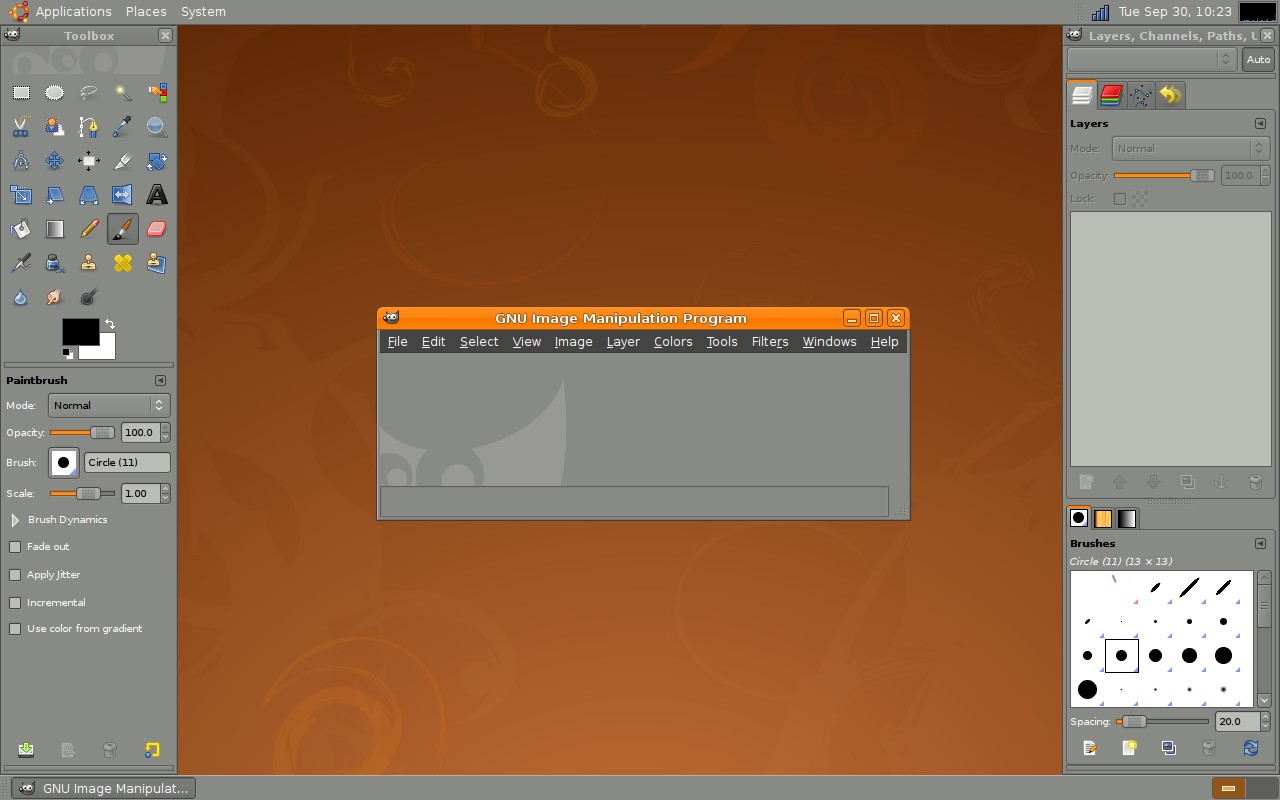 Applications Places System
Tue Sep 30, 10:23
Toolbox
Paintbrush
Mode: Normal
Opacity: 100.0
Brush: Circle (11)
Scale: 1.00
Brush Dynamics
Fade out
Apply Jitter
Incremental
Use color from gradient
GNU Image Manipulation Program
File Edit Select View Image Layer Colors Tools Filters Windows Help
Layers, Channels, Paths, U
Auto
Layers
Mode: Normal
Opacity: 100.0
Lock:
Brushes
Circle (11) (13 × 13)
Spacing: 20.0
GNU Image Manipulat...